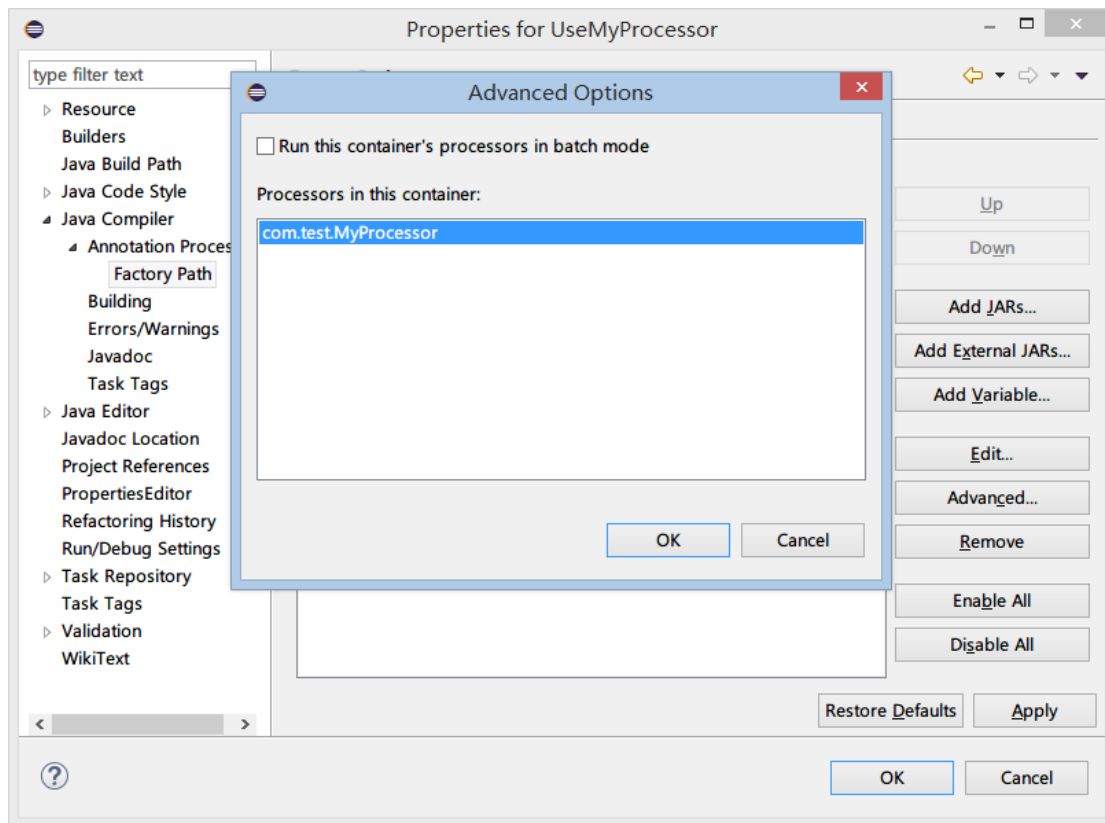 Properties for UseMyProcessor
type filter text
Resource
Builders
Java Build Path
Java Code Style
Java Compiler
Annotation Proces
Factory Path
Building
Errors/Warnings
Javadoc
Task Tags
Java Editor
Javadoc Location
Project References
PropertiesEditor
Refactoring History
Run/Debug Settings
Task Repository
Task Tags
Validation
WikiText
Advanced Options
Run this container's processors in batch mode
Processors in this container:
com.test.MyProcessor
OK Cancel
Up
Down
Add JARs...
Add External JARs...
Add Variable...
Edit...
Advanced...
Remove
Enable All
Disable All
Restore Defaults Apply
OK Cancel